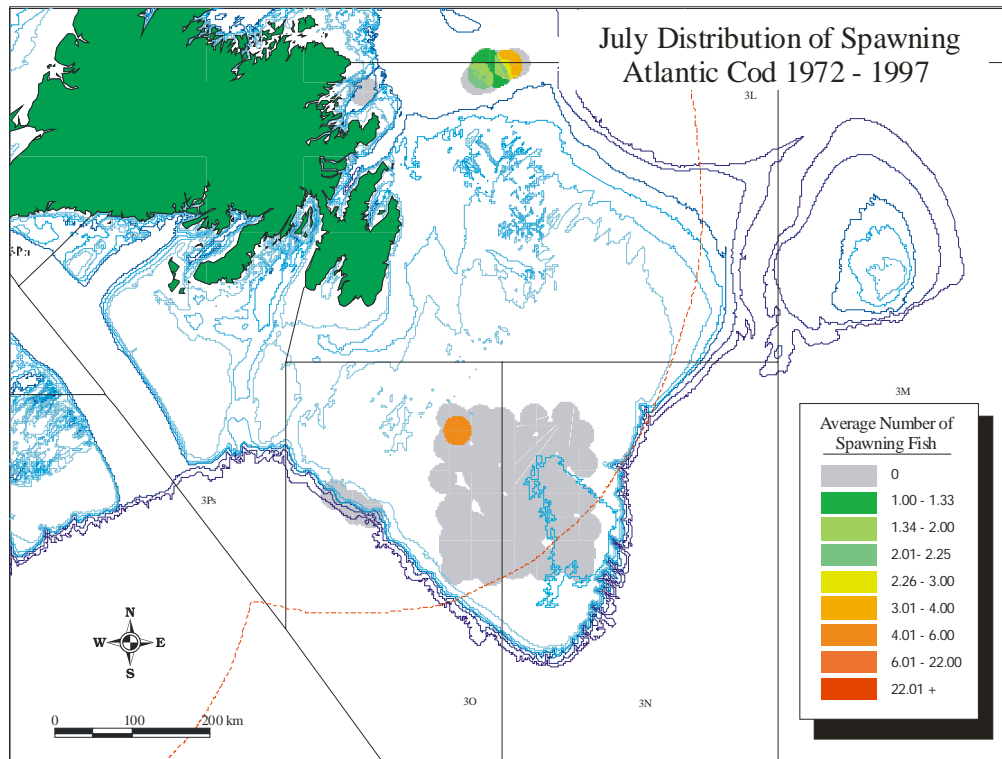 July Distribution of Spawning
Atlantic Cod 1972 - 1997
3L
3M
3Ps
3O
3N
Average Number of
Spawning Fish
0
1.00 - 1.33
1.34 - 2.00
2.01- 2.25
2.26 - 3.00
3.01 - 4.00
4.01 - 6.00
6.01 - 22.00
22.01 +
N
W E
S
0 100 200 km